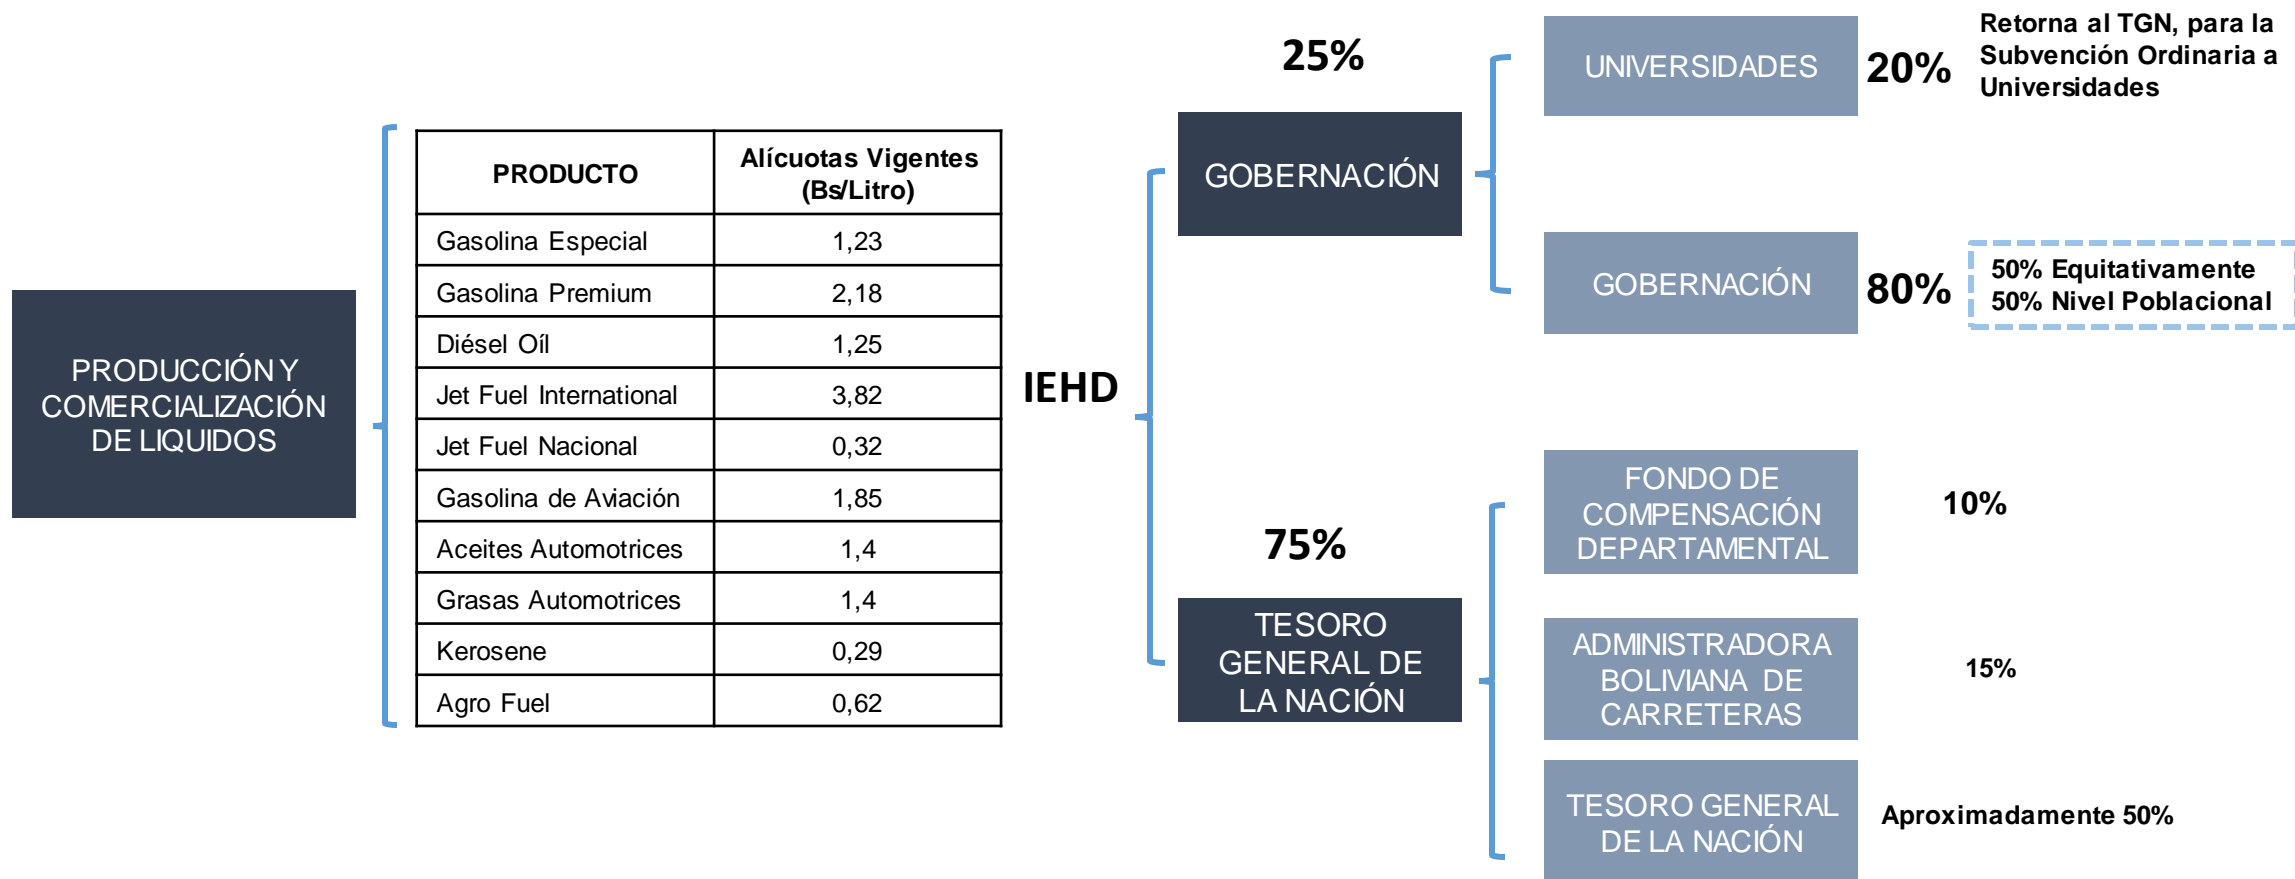 PRODUCCIÓN Y
COMERCIALIZACIÓN
DE LIQUIDOS
PRODUCTO
Alícuotas Vigentes
(Bs/Litro)
Gasolina Especial 1,23
Gasolina Premium 2,18
Diésel Oíl 1,25
Jet Fuel International 3,82
Jet Fuel Nacional 0,32
Gasolina de Aviación 1,85
Aceites Automotrices 1,4
Grasas Automotrices 1,4
Kerosene 0,29
Agro Fuel 0,62
IEHD
25%
GOBERNACIÓN
UNIVERSIDADES
20%
Retorna al TGN, para la
Subvención Ordinaria a
Universidades
GOBERNACIÓN
80%
50% Equitativamente
50% Nivel Poblacional
75%
TESORO
GENERAL DE
LA NACIÓN
FONDO DE
COMPENSACIÓN
DEPARTAMENTAL
10%
ADMINISTRADORA
BOLIVIANA DE
CARRETERAS
15%
TESORO GENERAL
DE LA NACIÓN
Aproximadamente 50%